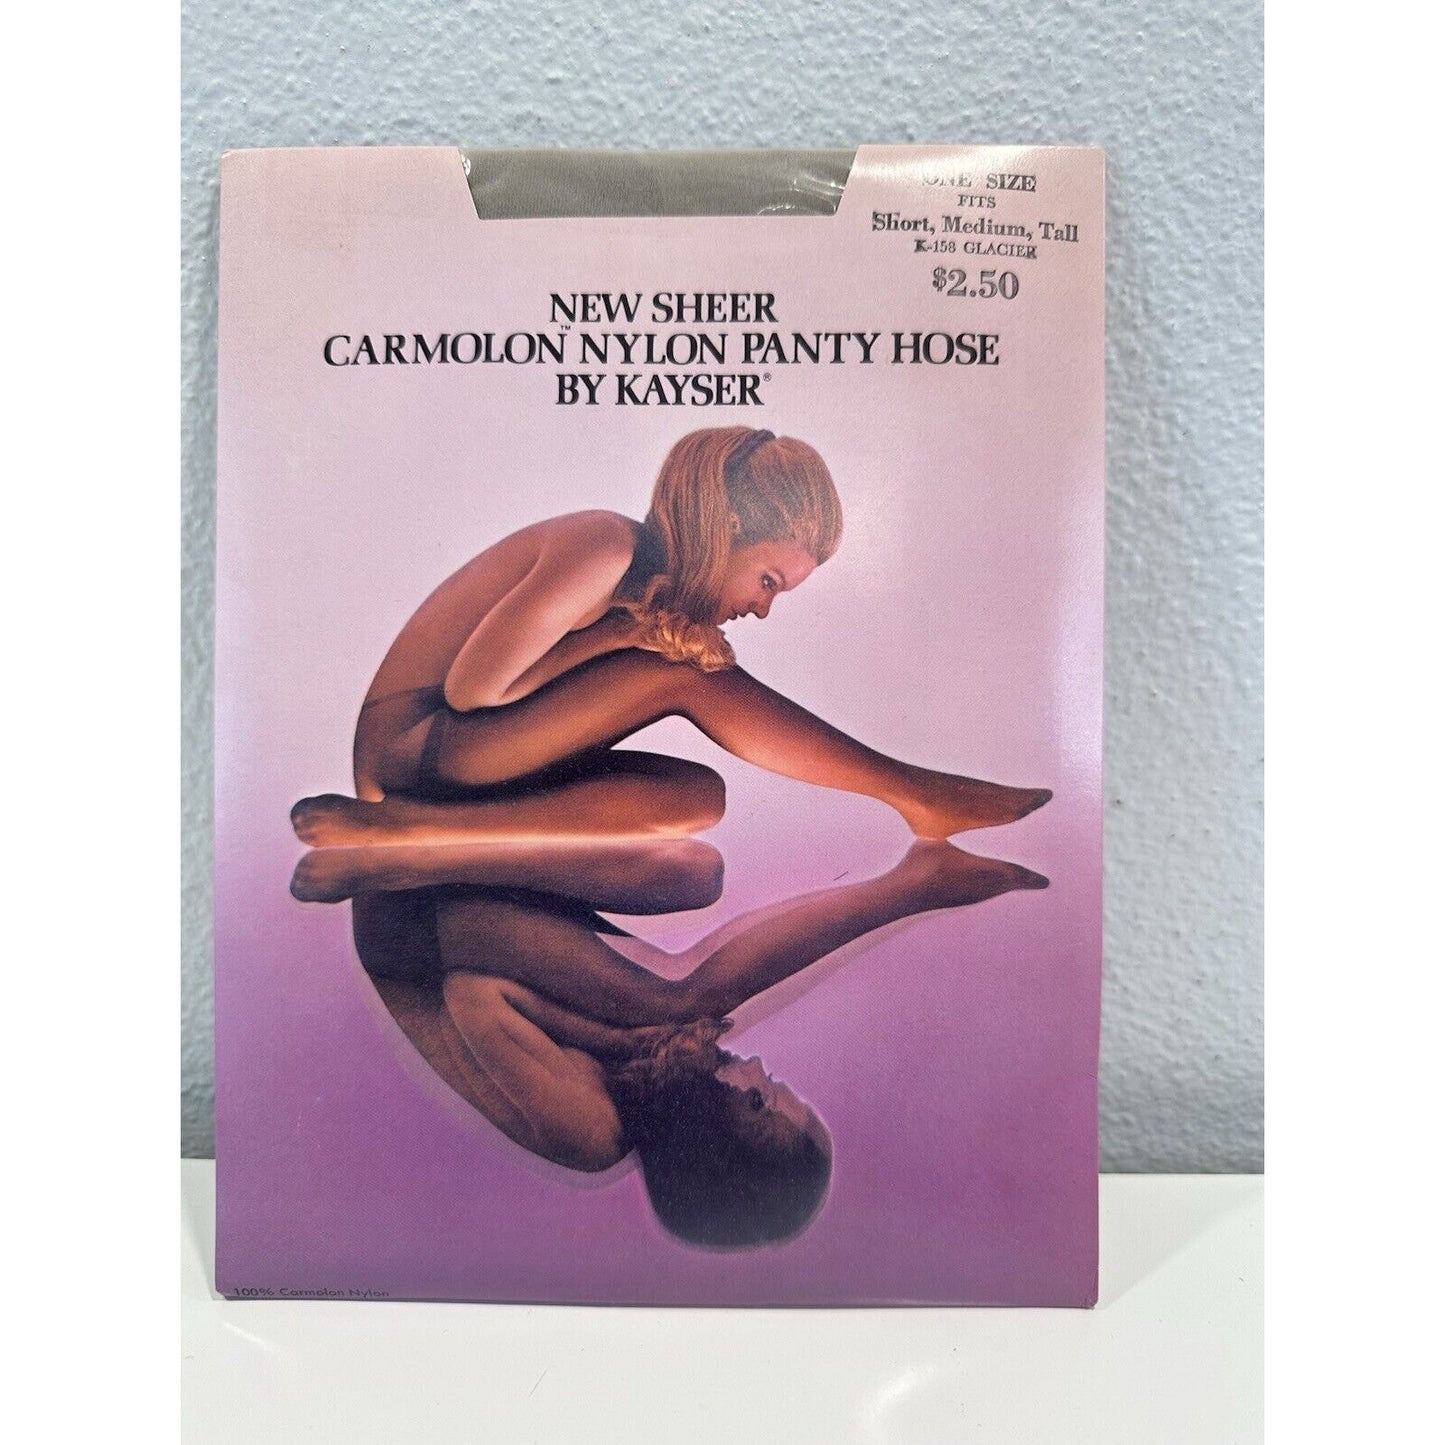 ONE SIZE
FITS
Short, Medium, Tall
K-158 GLACIER
$2.50
NEW SHEER
CARMOLON™ NYLON PANTY HOSE
BY KAYSER®
100% Carmolon Nylon